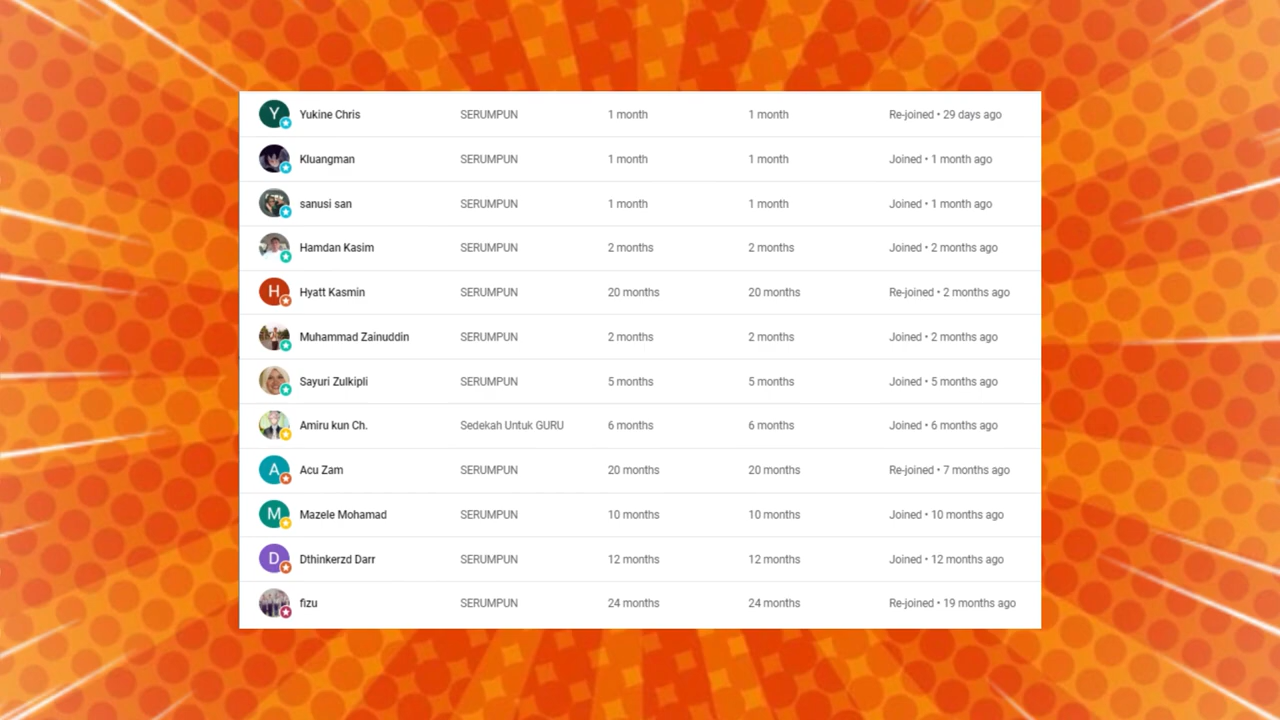 Y Yukine Chris SERUMPUN 1 month 1 month Re-joined • 29 days ago
Kluangman SERUMPUN 1 month 1 month Joined • 1 month ago
sanusi san SERUMPUN 1 month 1 month Joined • 1 month ago
Hamdan Kasim SERUMPUN 2 months 2 months Joined • 2 months ago
H Hyatt Kasmin SERUMPUN 20 months 20 months Re-joined • 2 months ago
Muhammad Zainuddin SERUMPUN 2 months 2 months Joined • 2 months ago
Sayuri Zulkipli SERUMPUN 5 months 5 months Joined • 5 months ago
Amiru kun Ch. Sedekah Untuk GURU 6 months 6 months Joined • 6 months ago
A Acu Zam SERUMPUN 20 months 20 months Re-joined • 7 months ago
M Mazele Mohamad SERUMPUN 10 months 10 months Joined • 10 months ago
D Dthinkerzd Darr SERUMPUN 12 months 12 months Joined • 12 months ago
fizu SERUMPUN 24 months 24 months Re-joined • 19 months ago